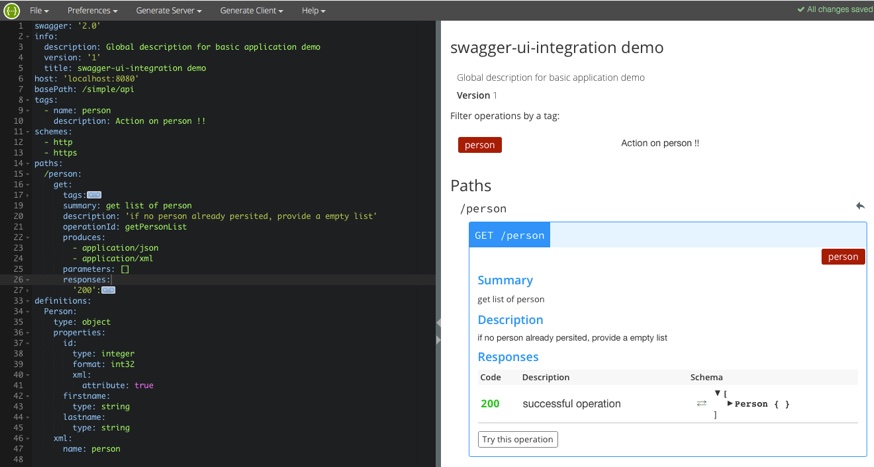 File Preferences Generate Server Generate Client Help All changes saved
1 swagger: '2.0'
2 info:
3 description: Global description for basic application demo
4 version: '1'
5 title: swagger-ui-integration demo
6 host: 'localhost:8080'
7 basePath: /simple/api
8 tags:
9 - name: person
10 description: Action on person !!
11 schemes:
12 - http
13 - https
14 paths:
15 /person:
16 get:
17 tags:
19 summary: get list of person
20 description: 'if no person already persited, provide a empty list'
21 operationId: getPersonList
22 produces:
23 - application/json
24 - application/xml
25 parameters: []
26 responses:
27 '200':
33 definitions:
34 Person:
35 type: object
36 properties:
37 id:
38 type: integer
39 format: int32
40 xml:
41 attribute: true
42 firstname:
43 type: string
44 lastname:
45 type: string
46 xml:
47 name: person
48
swagger-ui-integration demo
Global description for basic application demo
Version 1
Filter operations by a tag:
person Action on person !!
Paths
/person
GET /person
person
Summary
get list of person
Description
if no person already persited, provide a empty list
Responses
Code Description Schema
200 successful operation
[
Person { }
]
Try this operation